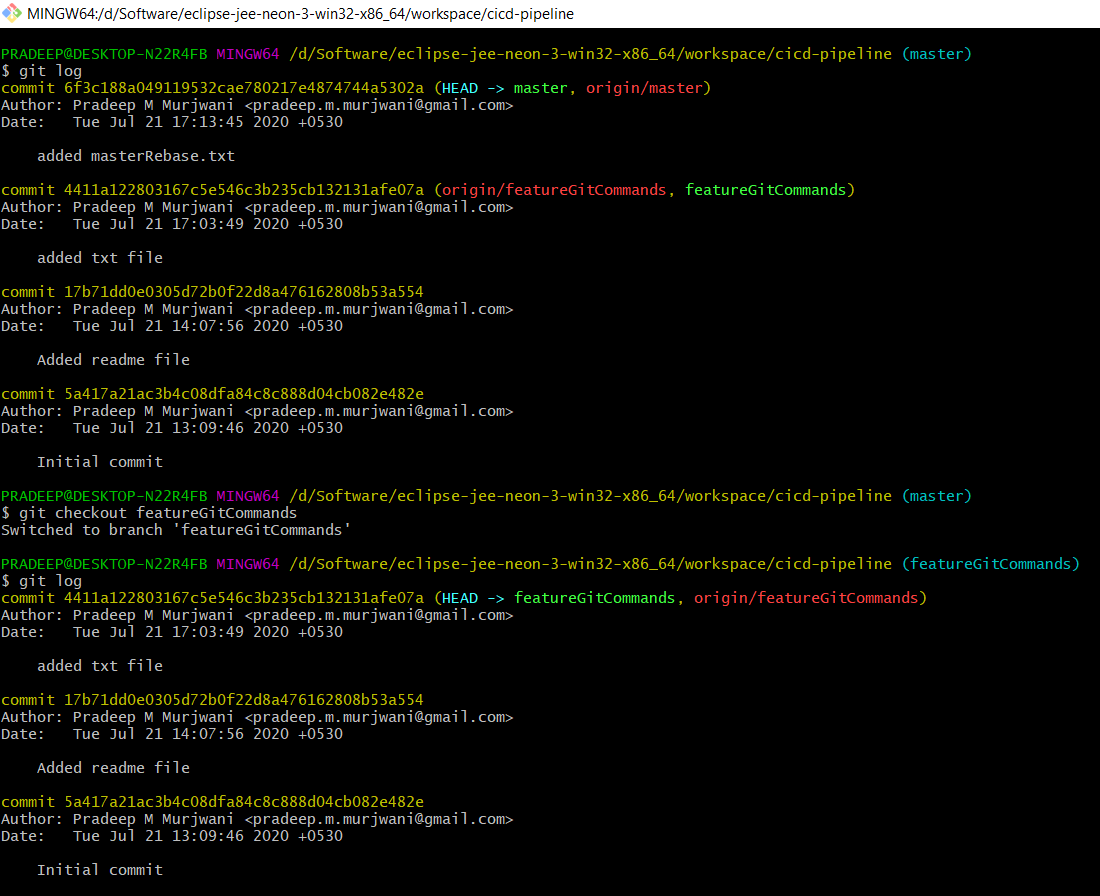 MINGW64:/d/Software/eclipse-jee-neon-3-win32-x86_64/workspace/cicd-pipeline
PRADEEP@DESKTOP-N22R4FB MINGW64 /d/Software/eclipse-jee-neon-3-win32-x86_64/workspace/cicd-pipeline (master)
$ git log
commit 6f3c188a049119532cae780217e4874744a5302a (HEAD -> master, origin/master)
Author: Pradeep M Murjwani <pradeep.m.murjwani@gmail.com>
Date:   Tue Jul 21 17:13:45 2020 +0530
    added masterRebase.txt
commit 4411a122803167c5e546c3b235cb132131afe07a (origin/featureGitCommands, featureGitCommands)
Author: Pradeep M Murjwani <pradeep.m.murjwani@gmail.com>
Date:   Tue Jul 21 17:03:49 2020 +0530
    added txt file
commit 17b71dd0e0305d72b0f22d8a476162808b53a554
Author: Pradeep M Murjwani <pradeep.m.murjwani@gmail.com>
Date:   Tue Jul 21 14:07:56 2020 +0530
    Added readme file
commit 5a417a21ac3b4c08dfa84c8c888d04cb082e482e
Author: Pradeep M Murjwani <pradeep.m.murjwani@gmail.com>
Date:   Tue Jul 21 13:09:46 2020 +0530
    Initial commit
PRADEEP@DESKTOP-N22R4FB MINGW64 /d/Software/eclipse-jee-neon-3-win32-x86_64/workspace/cicd-pipeline (master)
$ git checkout featureGitCommands
Switched to branch 'featureGitCommands'
PRADEEP@DESKTOP-N22R4FB MINGW64 /d/Software/eclipse-jee-neon-3-win32-x86_64/workspace/cicd-pipeline (featureGitCommands)
$ git log
commit 4411a122803167c5e546c3b235cb132131afe07a (HEAD -> featureGitCommands, origin/featureGitCommands)
Author: Pradeep M Murjwani <pradeep.m.murjwani@gmail.com>
Date:   Tue Jul 21 17:03:49 2020 +0530
    added txt file
commit 17b71dd0e0305d72b0f22d8a476162808b53a554
Author: Pradeep M Murjwani <pradeep.m.murjwani@gmail.com>
Date:   Tue Jul 21 14:07:56 2020 +0530
    Added readme file
commit 5a417a21ac3b4c08dfa84c8c888d04cb082e482e
Author: Pradeep M Murjwani <pradeep.m.murjwani@gmail.com>
Date:   Tue Jul 21 13:09:46 2020 +0530
    Initial commit